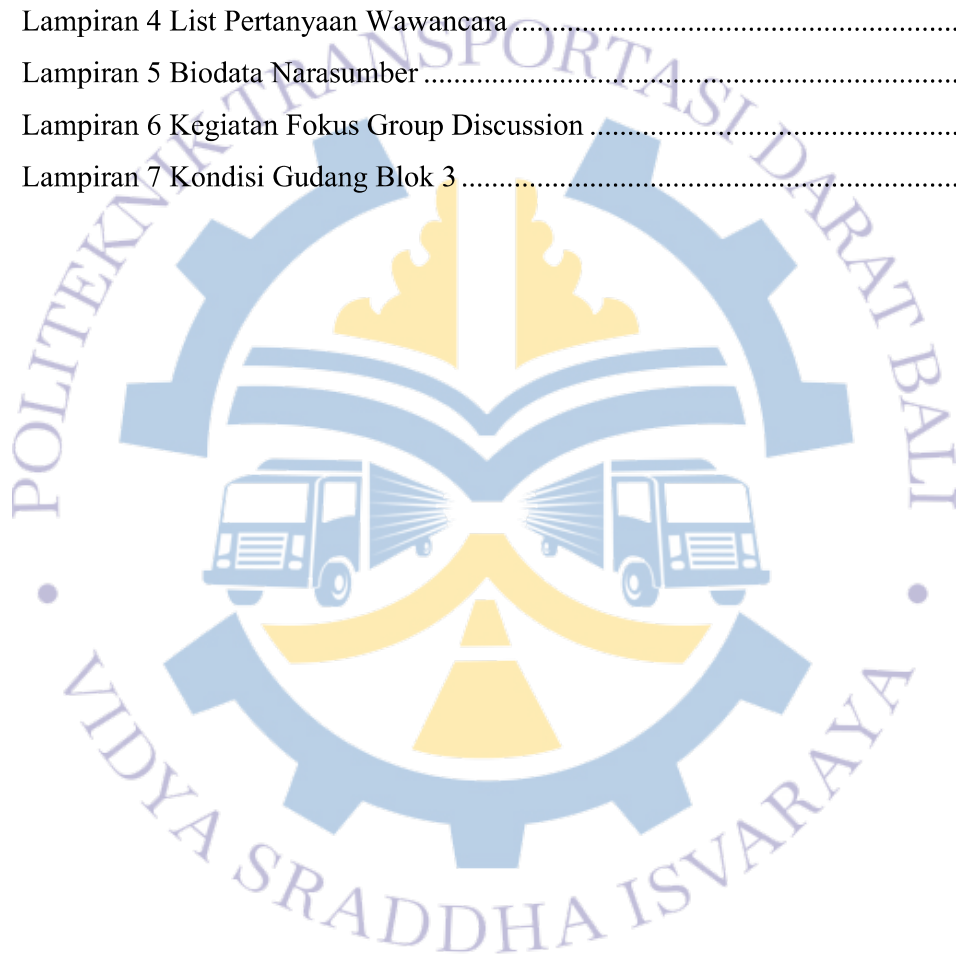 Lampiran 4 List Pertanyaan Wawancara ............................................................
Lampiran 5 Biodata Narasumber ........................................................................
Lampiran 6 Kegiatan Fokus Group Discussion .................................................
Lampiran 7 Kondisi Gudang Blok 3 ...................................................................
POLITEKNIK TRANSPORTASI DARAT BALI
• VIDYA SRADDHA ISVARAYA •